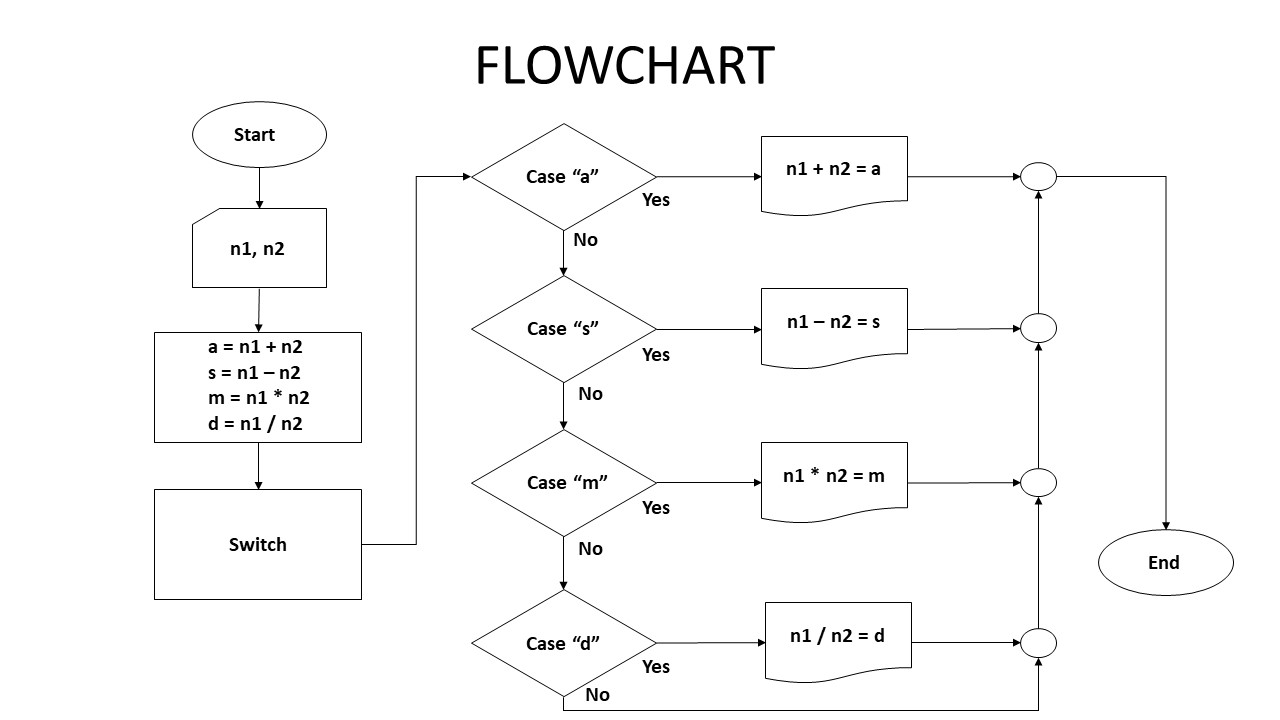 FLOWCHART
Start
n1, n2
a = n1 + n2
s = n1 – n2
m = n1 * n2
d = n1 / n2
Switch
Case “a”
Yes
No
n1 + n2 = a
Case “s”
Yes
No
n1 – n2 = s
Case “m”
Yes
No
n1 * n2 = m
Case “d”
Yes
No
n1 / n2 = d
End